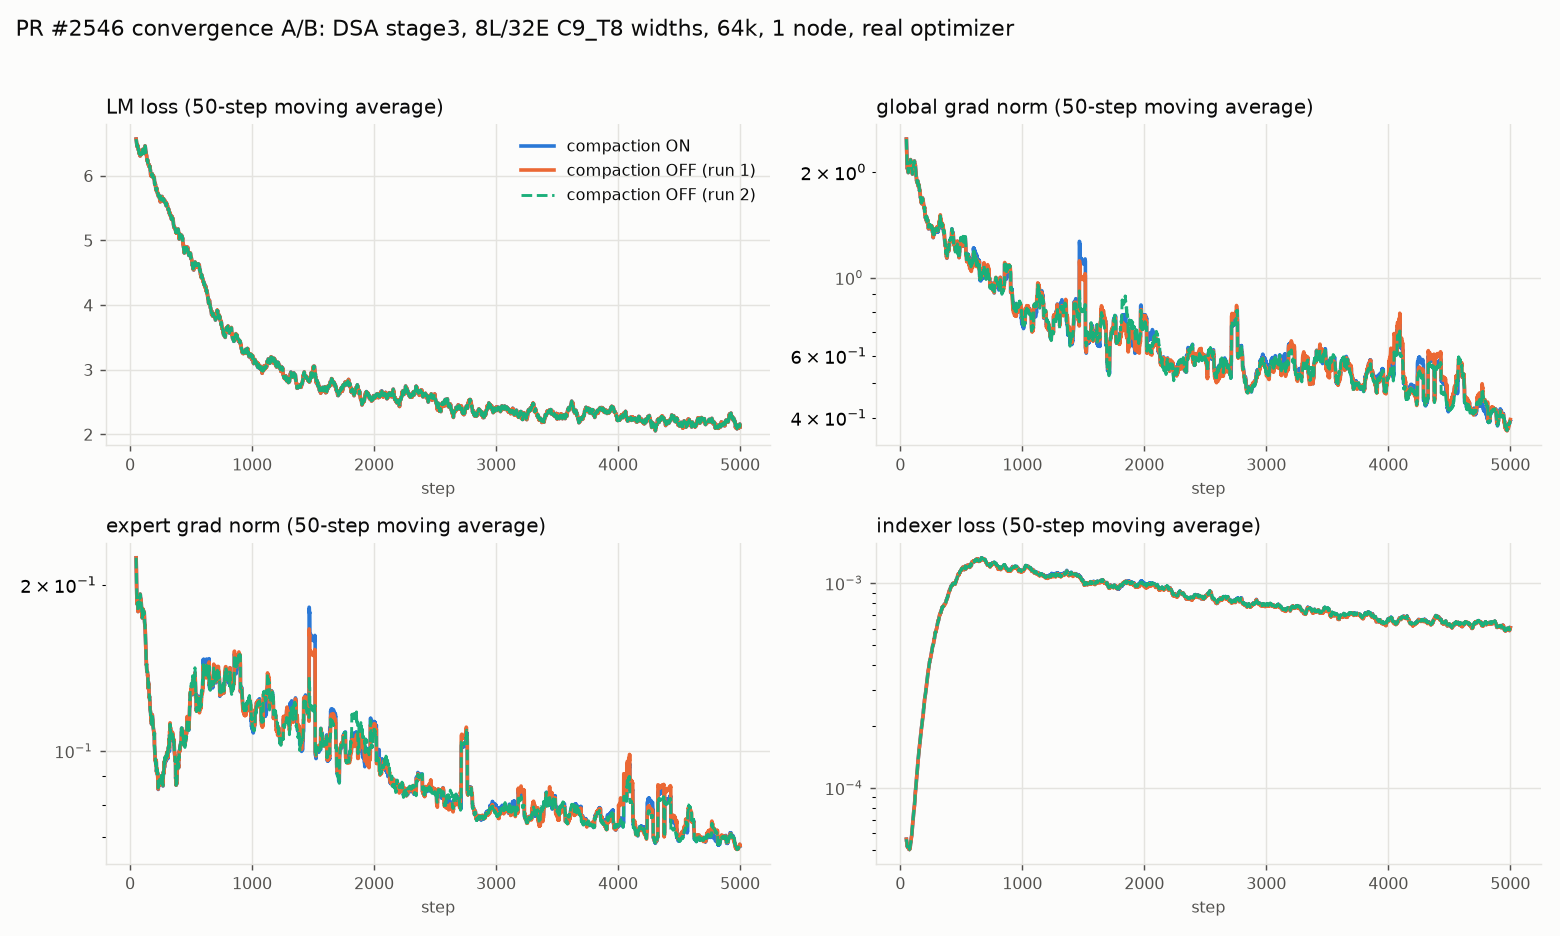 PR #2546 convergence A/B: DSA stage3, 8L/32E C9_T8 widths, 64k, 1 node, real optimizer
LM loss (50-step moving average)
compaction ON
compaction OFF (run 1)
compaction OFF (run 2)
6
5
4
3
2
0 1000 2000 3000 4000 5000
step
global grad norm (50-step moving average)
2 × 10⁰
10⁰
6 × 10⁻¹
4 × 10⁻¹
0 1000 2000 3000 4000 5000
step
expert grad norm (50-step moving average)
2 × 10⁻¹
10⁻¹
0 1000 2000 3000 4000 5000
step
indexer loss (50-step moving average)
10⁻³
10⁻⁴
0 1000 2000 3000 4000 5000
step